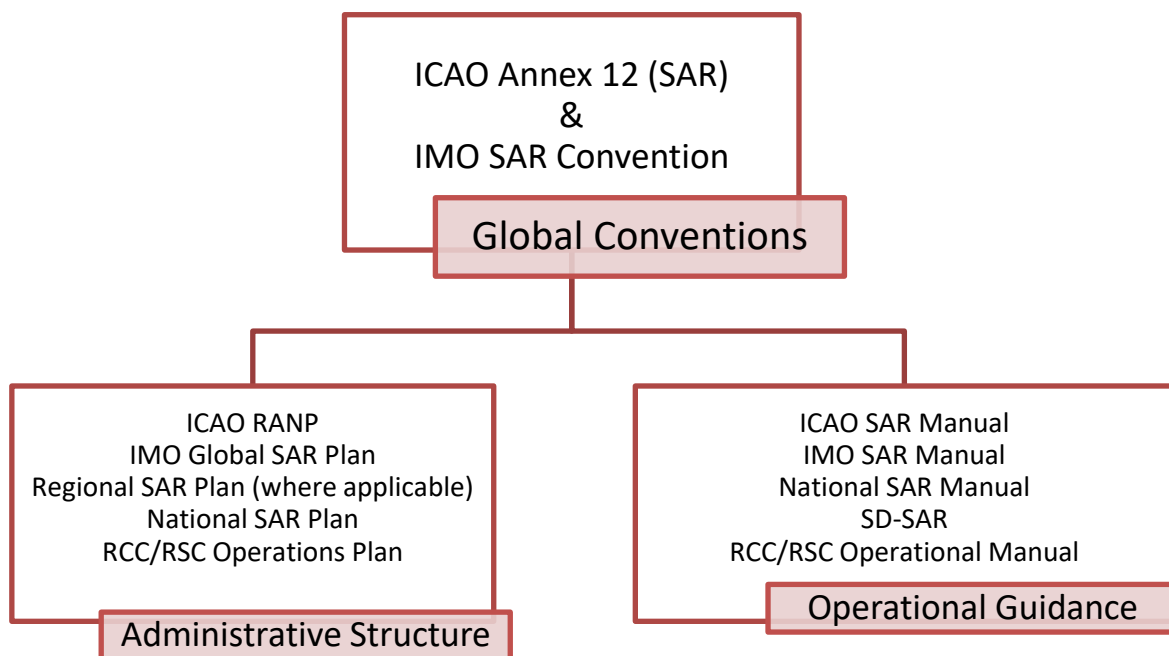 ICAO Annex 12 (SAR)
&
IMO SAR Convention
Global Conventions
ICAO RANP
IMO Global SAR Plan
Regional SAR Plan (where applicable)
National SAR Plan
RCC/RSC Operations Plan
Administrative Structure
ICAO SAR Manual
IMO SAR Manual
National SAR Manual
SD-SAR
RCC/RSC Operational Manual
Operational Guidance